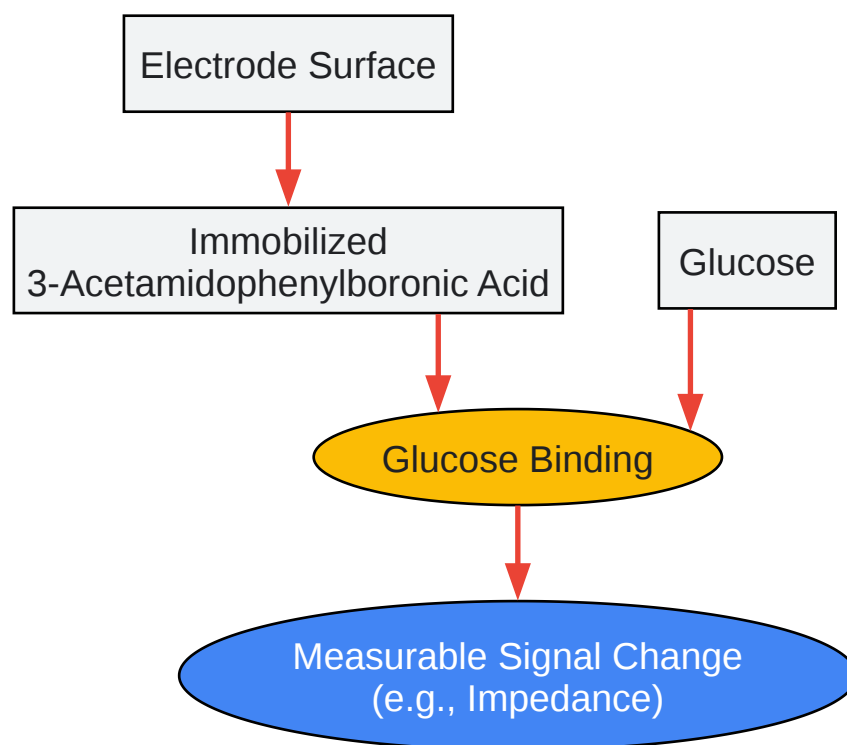 Electrode Surface
Immobilized
3-Acetamidophenylboronic Acid
Glucose
Glucose Binding
Measurable Signal Change
(e.g., Impedance)